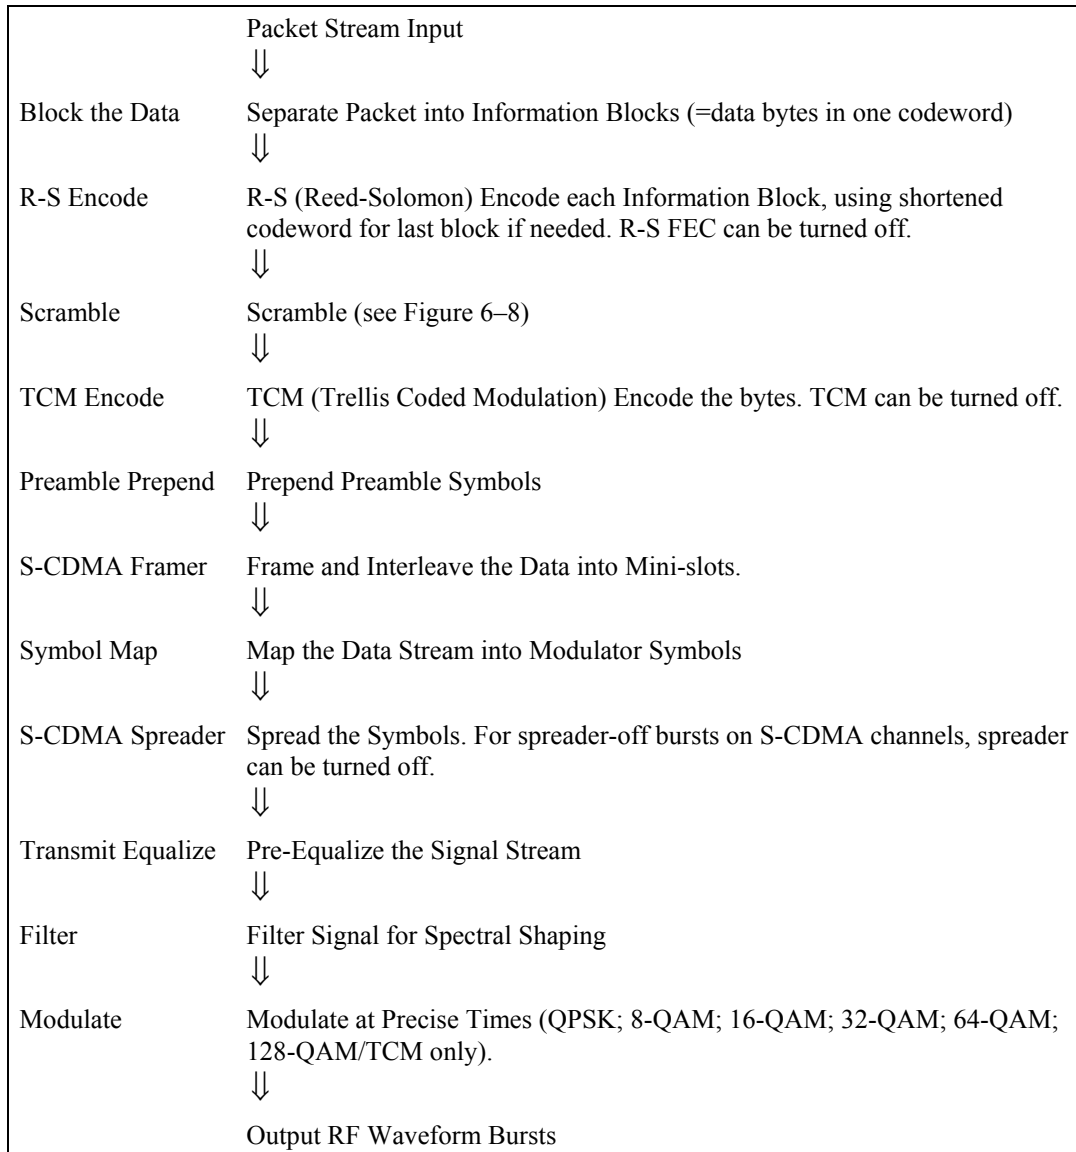 Packet Stream Input
⇓
Block the Data Separate Packet into Information Blocks (=data bytes in one codeword)
⇓
R-S Encode R-S (Reed-Solomon) Encode each Information Block, using shortened
codeword for last block if needed. R-S FEC can be turned off.
⇓
Scramble Scramble (see Figure 6–8)
⇓
TCM Encode TCM (Trellis Coded Modulation) Encode the bytes. TCM can be turned off.
⇓
Preamble Prepend Prepend Preamble Symbols
⇓
S-CDMA Framer Frame and Interleave the Data into Mini-slots.
⇓
Symbol Map Map the Data Stream into Modulator Symbols
⇓
S-CDMA Spreader Spread the Symbols. For spreader-off bursts on S-CDMA channels, spreader
can be turned off.
⇓
Transmit Equalize Pre-Equalize the Signal Stream
⇓
Filter Filter Signal for Spectral Shaping
⇓
Modulate Modulate at Precise Times (QPSK; 8-QAM; 16-QAM; 32-QAM; 64-QAM;
128-QAM/TCM only).
⇓
Output RF Waveform Bursts